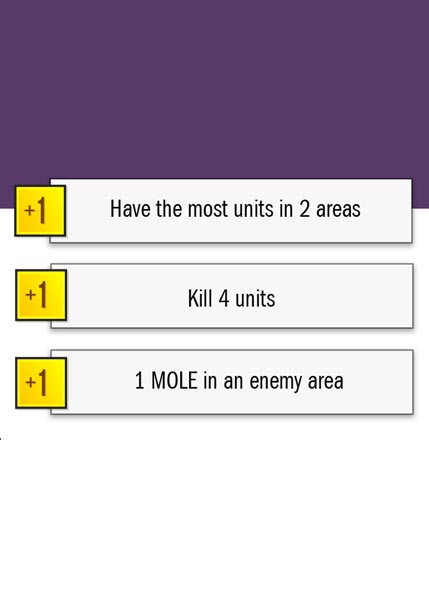 +1 Have the most units in 2 areas
+1 Kill 4 units
+1 1 MOLE in an enemy area